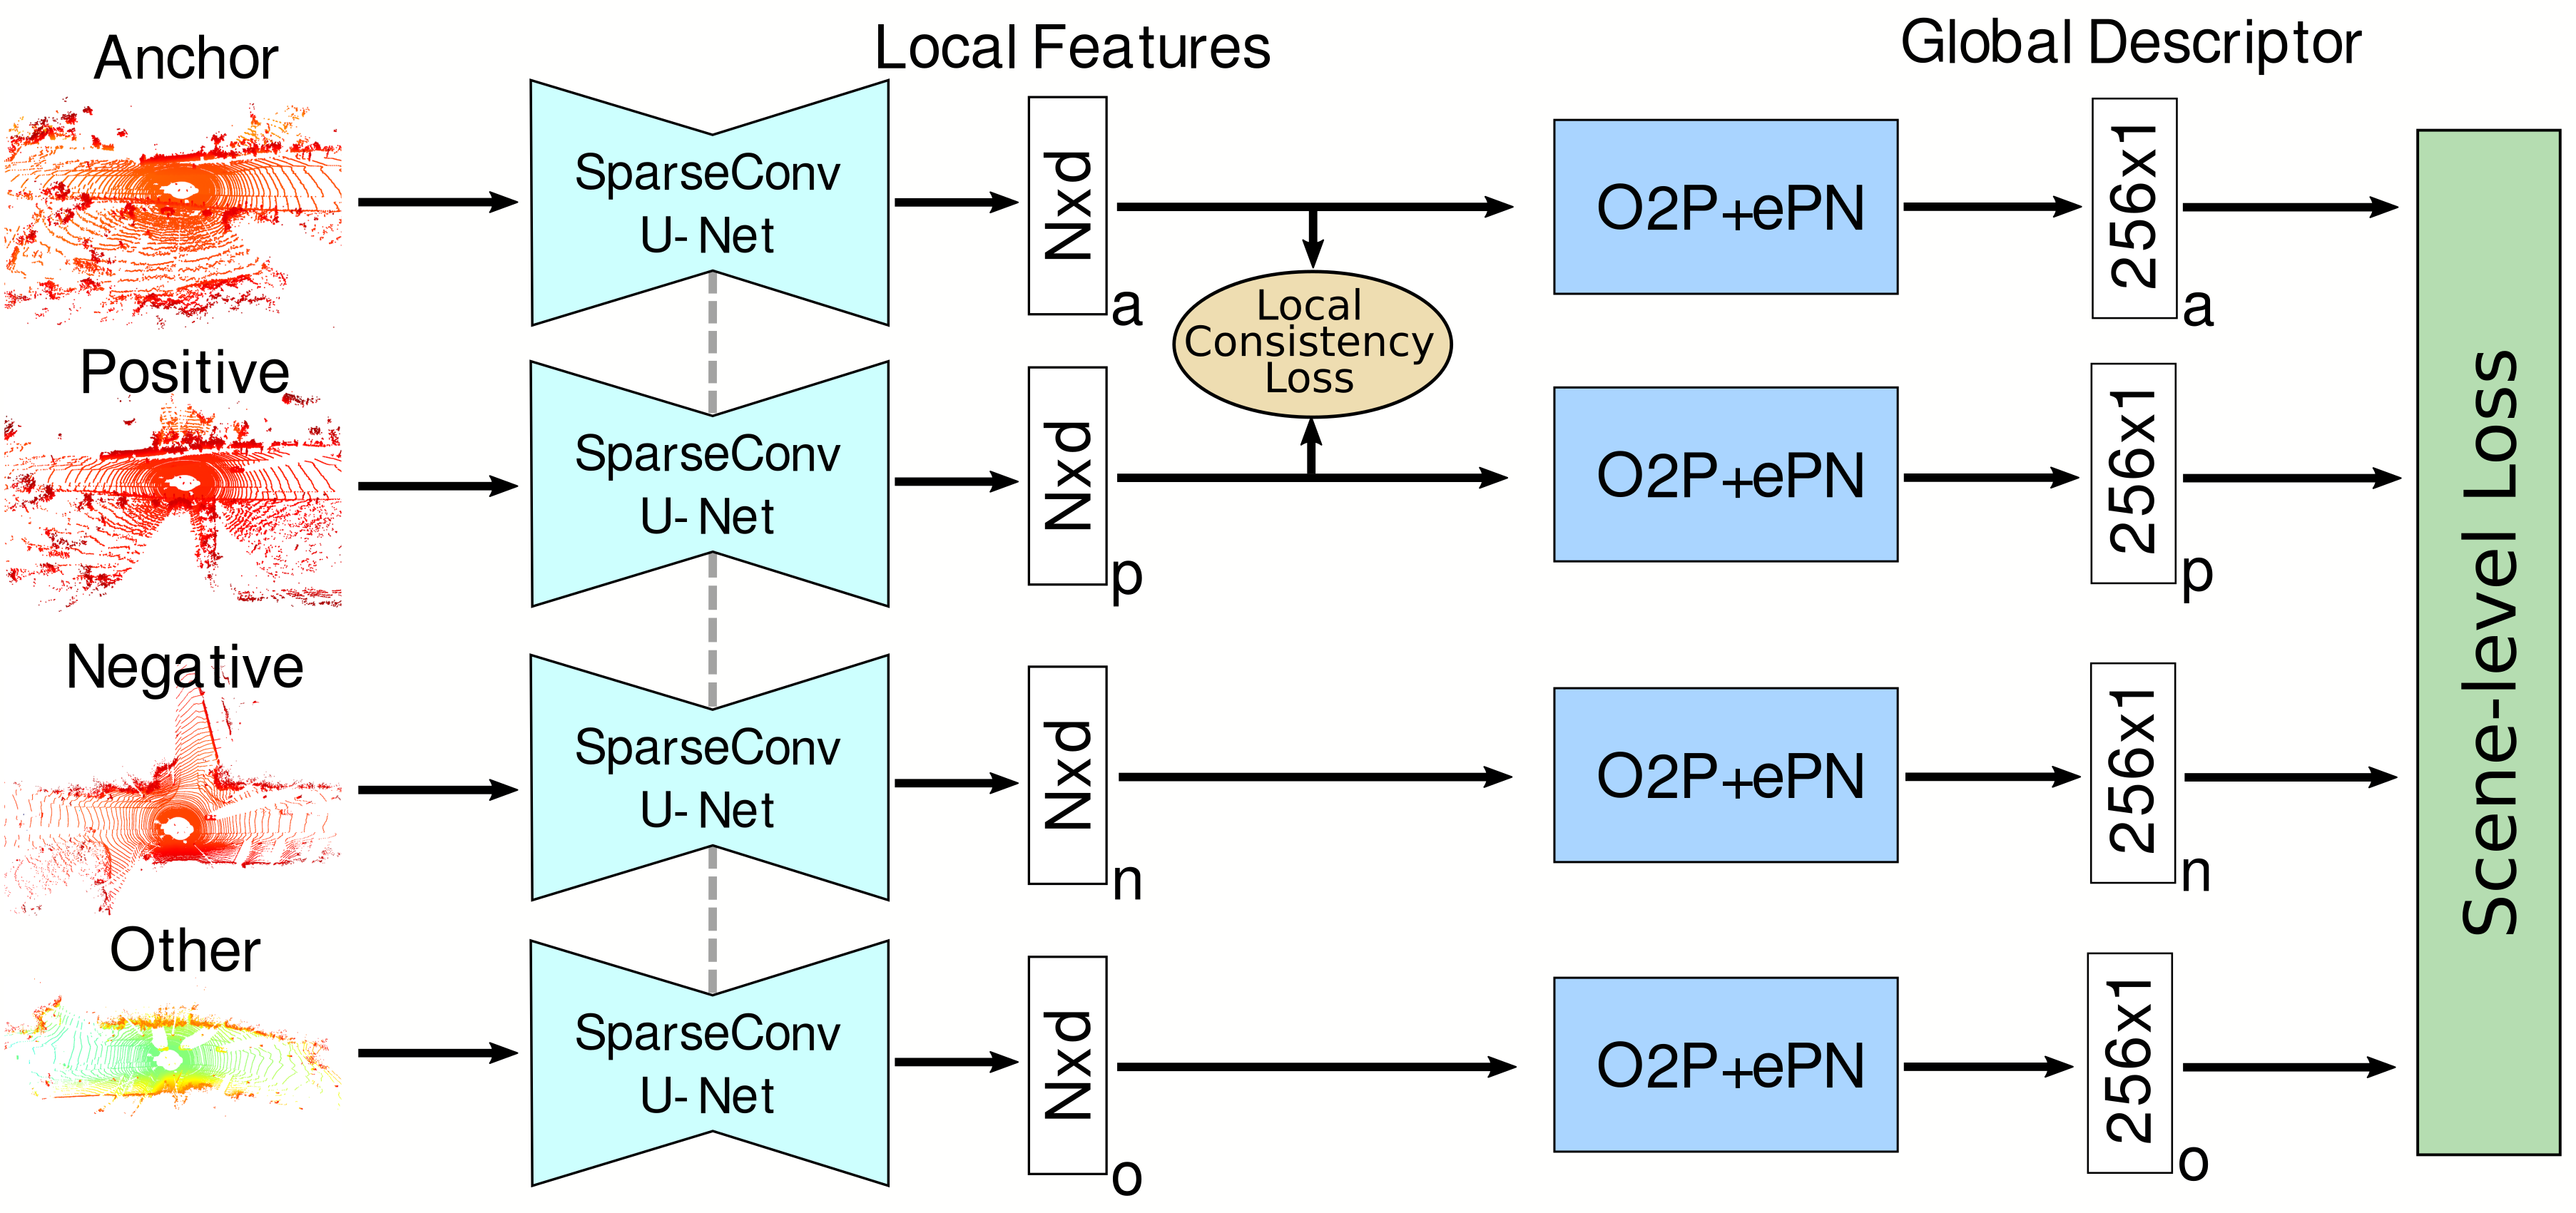 Local Features
Global Descriptor
Anchor
SparseConv
U-Net
Nxd
a
O2P+ePN
256x1
a
Local
Consistency
Loss
Positive
SparseConv
U-Net
Nxd
p
O2P+ePN
256x1
p
Negative
SparseConv
U-Net
Nxd
n
O2P+ePN
256x1
n
Other
SparseConv
U-Net
Nxd
o
O2P+ePN
256x1
o
Scene-level Loss